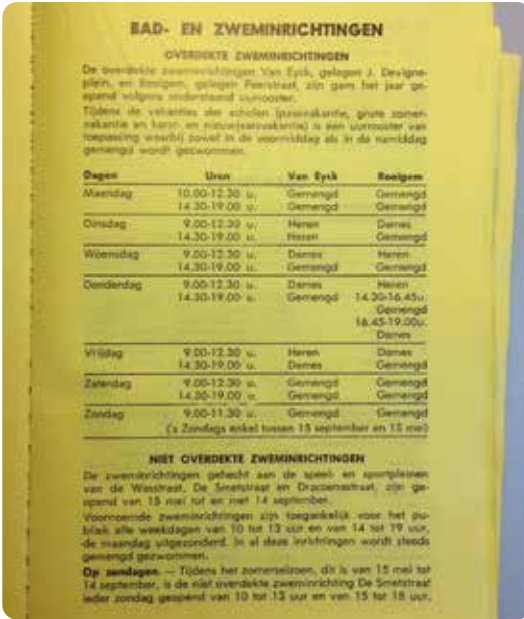 BAD- EN ZWEMINRICHTINGEN
OVERDEKTE ZWEMINRICHTINGEN
De overdekte zweminrichtingen Van Eyck, gelegen J. Devigne-
plein, en Rooigem, gelegen Peerstraat, zijn gans het jaar ge-
opend volgens onderstaand uurrooster.
Tijdens de vakanties der scholen (paasvakantie, grote zomer-
vakantie en kerst- en nieuwjaarsvakantie) is een uurrooster van
toepassing waarbij zowel in de voormiddag als in de namiddag
gemengd wordt gezwommen.
Dagen Uren Van Eyck Rooigem
Maandag 10.00-12.30 u. Gemengd Gemengd
14.30-19.00 u. Gemengd Gemengd
Dinsdag 9.00-12.30 u. Heren Dames
14.30-19.00 u. Heren Gemengd
Woensdag 9.00-12.30 u. Dames Heren
14.30-19.00 u. Gemengd Gemengd
Donderdag 9.00-12.30 u. Dames Heren
14.30-19.00 u. Gemengd 14.30-16.45u.
Gemengd
16.45-19.00u.
Dames
Vrijdag 9.00-12.30 u. Heren Dames
14.30-19.00 u. Dames Gemengd
Zaterdag 9.00-12.30 u. Gemengd Gemengd
14.30-19.00 u. Gemengd Gemengd
Zondag 9.00-11.30 u. Gemengd Gemengd
('s Zondags enkel tussen 15 september en 15 mei)
NIET OVERDEKTE ZWEMINRICHTINGEN
De zweminrichtingen gehecht aan de speel- en sportpleinen
van de Wasstraat, De Smetstraat en Dracoenastraat, zijn ge-
opend van 15 mei tot en met 14 september.
Voornoemde zweminrichtingen zijn toegankelijk voor het pu-
bliek alle weekdagen van 10 tot 13 uur en van 14 tot 19 uur,
de maandag uitgezonderd. In al deze inrichtingen wordt steeds
gemengd gezwommen.
Op zondagen. — Tijdens het zomerseizoen, dit is van 15 mei tot
14 september, is de niet overdekte zweminrichting De Smetstraat
ieder zondag geopend van 10 tot 13 uur en van 15 tot 18 uur.